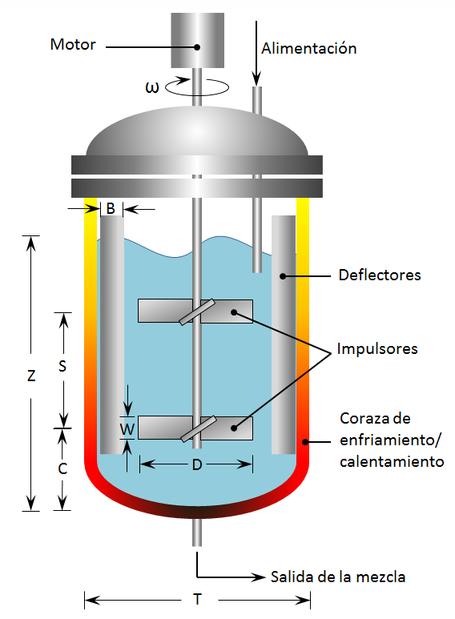 Motor
Alimentación
ω
B
Deflectores
Z
S
Impulsores
W
Coraza de
enfriamiento/
calentamiento
C
D
Salida de la mezcla
T